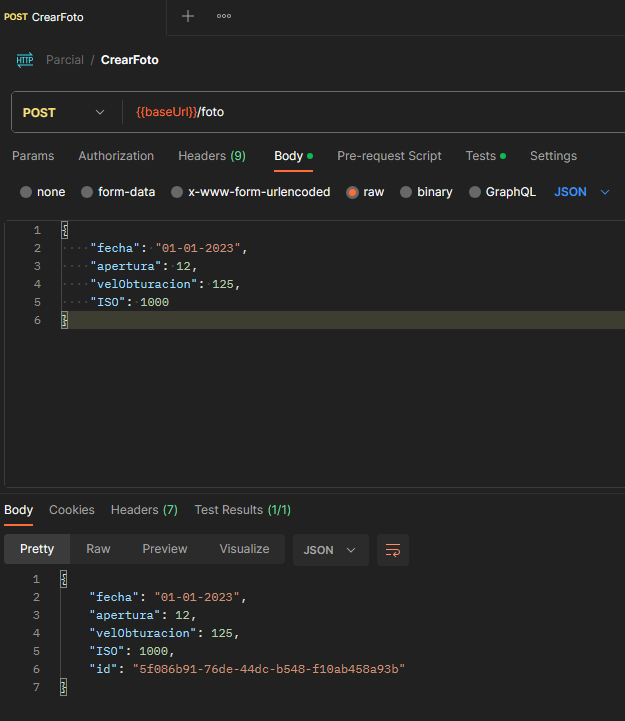 POST CrearFoto
HTTP Parcial / CrearFoto
POST {{baseUrl}}/foto
Params Authorization Headers (9) Body Pre-request Script Tests Settings
none form-data x-www-form-urlencoded raw binary GraphQL JSON
1 {
2 "fecha": "01-01-2023",
3 "apertura": 12,
4 "velObturacion": 125,
5 "ISO": 1000
6 }
Body Cookies Headers (7) Test Results (1/1)
Pretty Raw Preview Visualize JSON
1 {
2 "fecha": "01-01-2023",
3 "apertura": 12,
4 "velObturacion": 125,
5 "ISO": 1000,
6 "id": "5f086b91-76de-44dc-b548-f10ab458a93b"
7 }